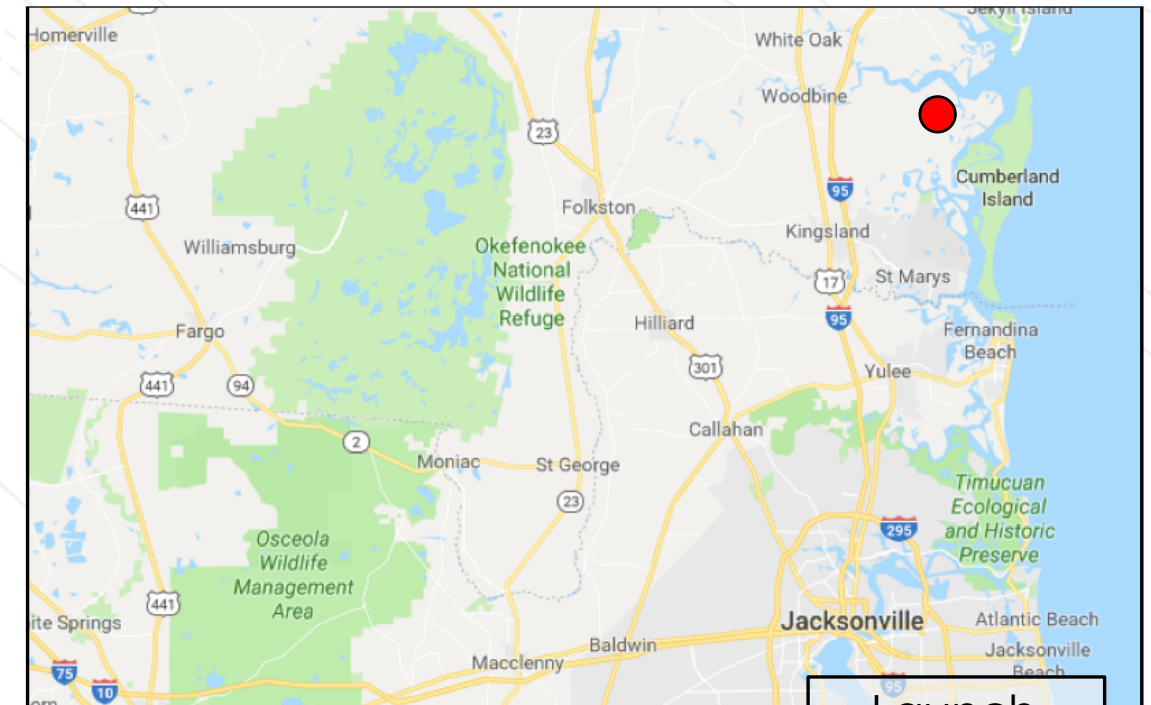 Jekyll Island
Homerville
White Oak
Woodbine
23
Cumberland
Island
95
441
Folkston
Kingsland
Williamsburg
Okefenokee
National
Wildlife
Refuge
17
St Marys
95
Fargo
Hilliard
Fernandina
Beach
301
Yulee
441
94
Callahan
2
Moniac
St George
Timucuan
Ecological
and Historic
Preserve
23
295
Osceola
Wildlife
Management
Area
441
ite Springs
Jacksonville
Atlantic Beach
Baldwin
Jacksonville
Beach
Macclenny
75
10
95
Launch